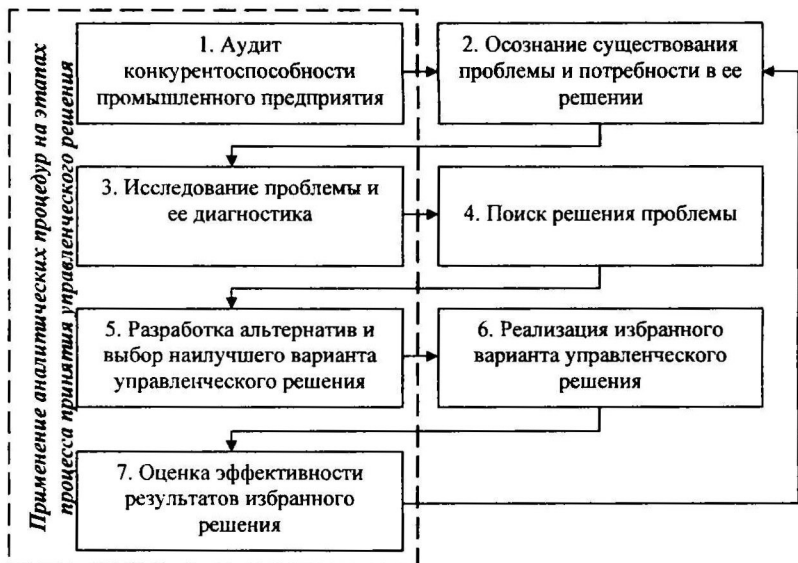 Применение аналитических процедур на этапах
процесса принятия управленческого решения
1. Аудит
конкурентоспособности
промышленного предприятия
2. Осознание существования
проблемы и потребности в ее
решении
3. Исследование проблемы и
ее диагностика
4. Поиск решения проблемы
5. Разработка альтернатив и
выбор наилучшего варианта
управленческого решения
6. Реализация избранного
варианта управленческого
решения
7. Оценка эффективности
результатов избранного
решения